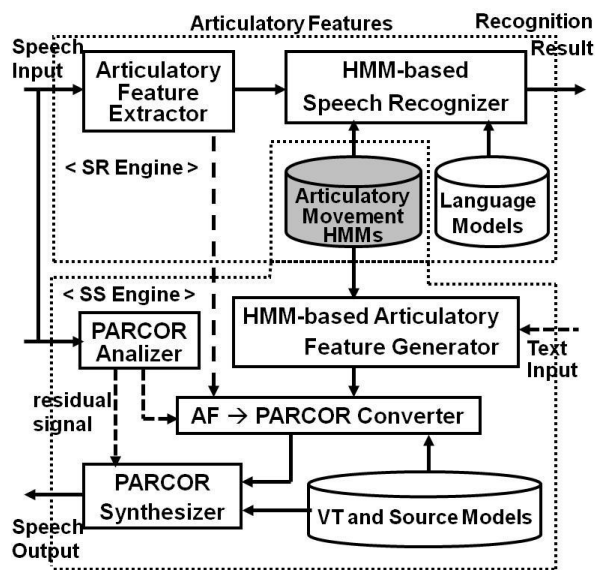 Articulatory Features
Recognition
Result
Speech
Input
Articulatory
Feature
Extractor
HMM-based
Speech Recognizer
< SR Engine >
Articulatory
Movement
HMMs
Language
Models
< SS Engine >
PARCOR
Analizer
HMM-based Articulatory
Feature Generator
Text
Input
residual
signal
AF → PARCOR Converter
PARCOR
Synthesizer
VT and Source Models
Speech
Output